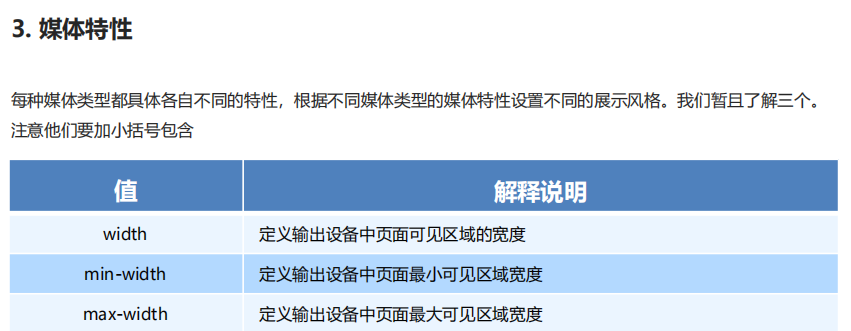 3. 媒体特性
每种媒体类型都具体各自不同的特性，根据不同媒体类型的媒体特性设置不同的展示风格。我们暂且了解三个。
注意他们要加小括号包含
值 解释说明
width 定义输出设备中页面可见区域的宽度
min-width 定义输出设备中页面最小可见区域宽度
max-width 定义输出设备中页面最大可见区域宽度